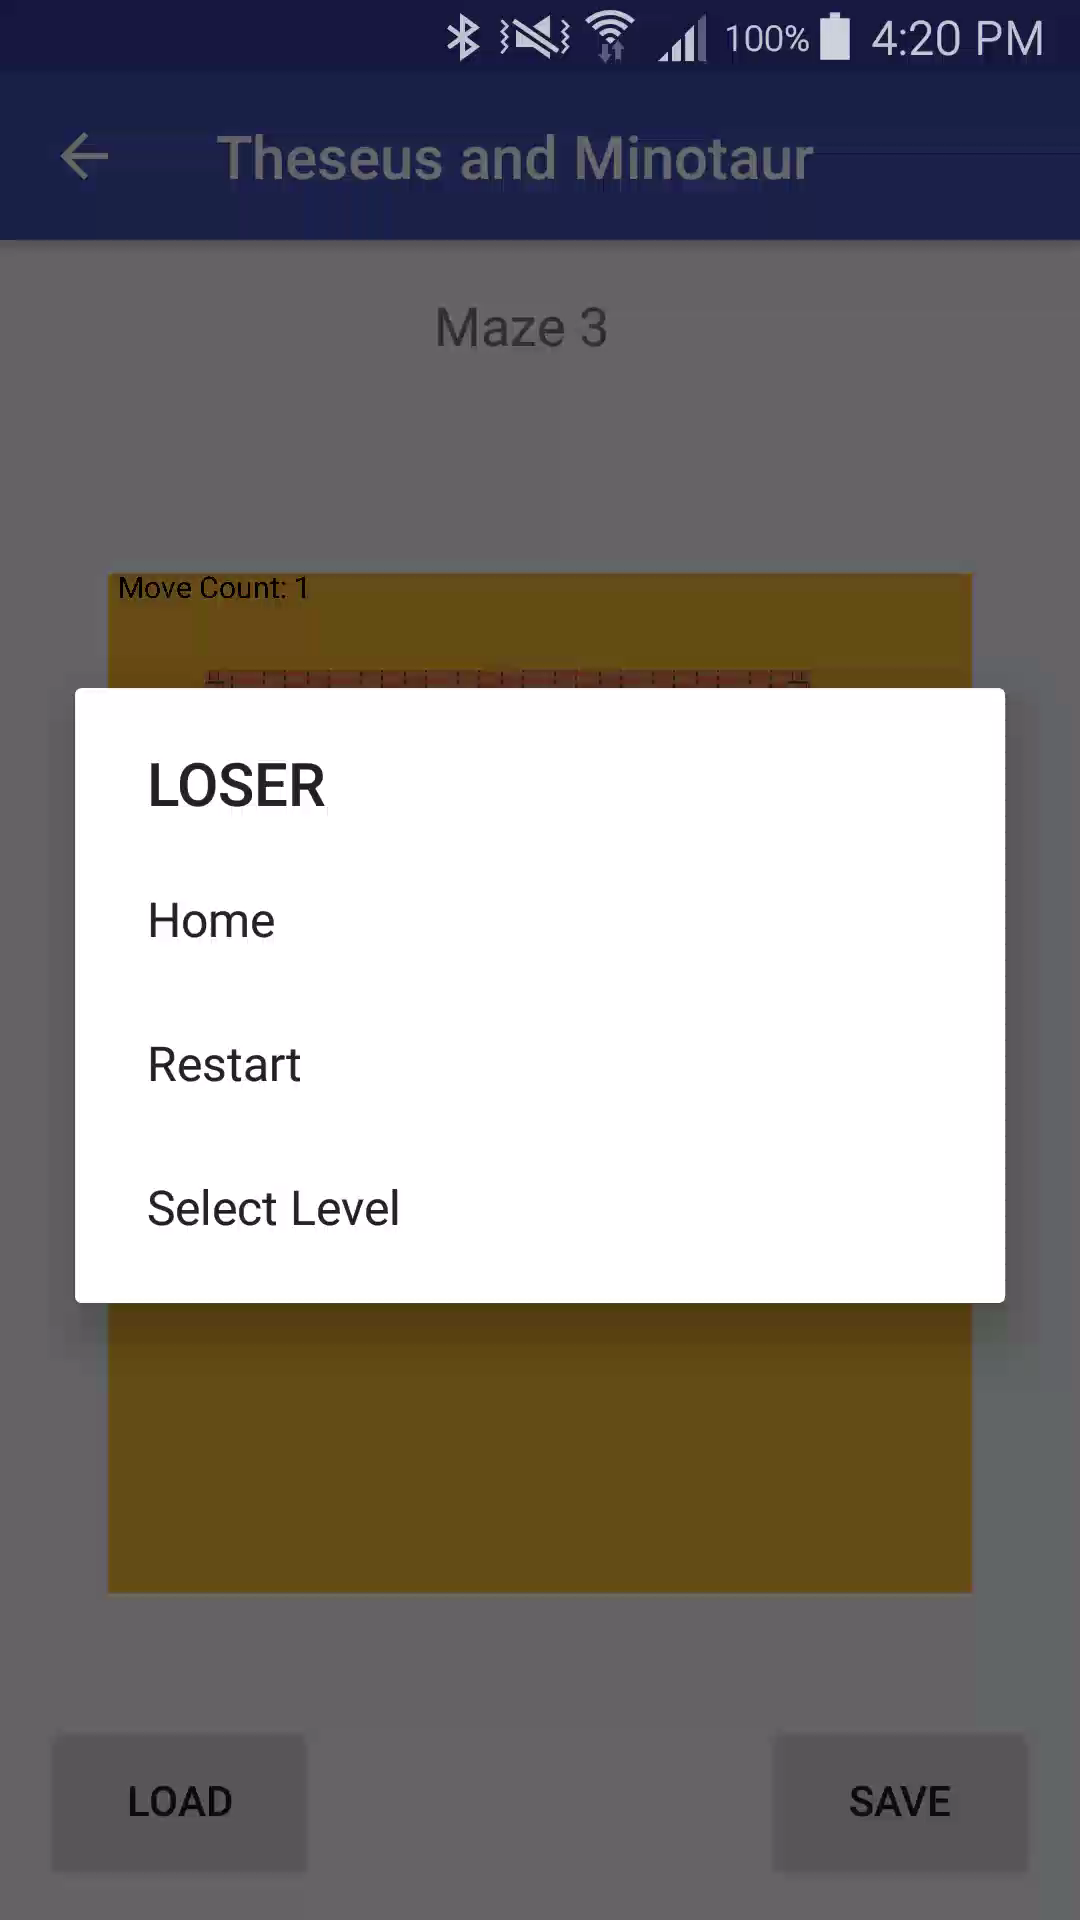 100% 4:20 PM
Theseus and Minotaur
Maze 3
Move Count: 1
LOSER
Home
Restart
Select Level
LOAD
SAVE